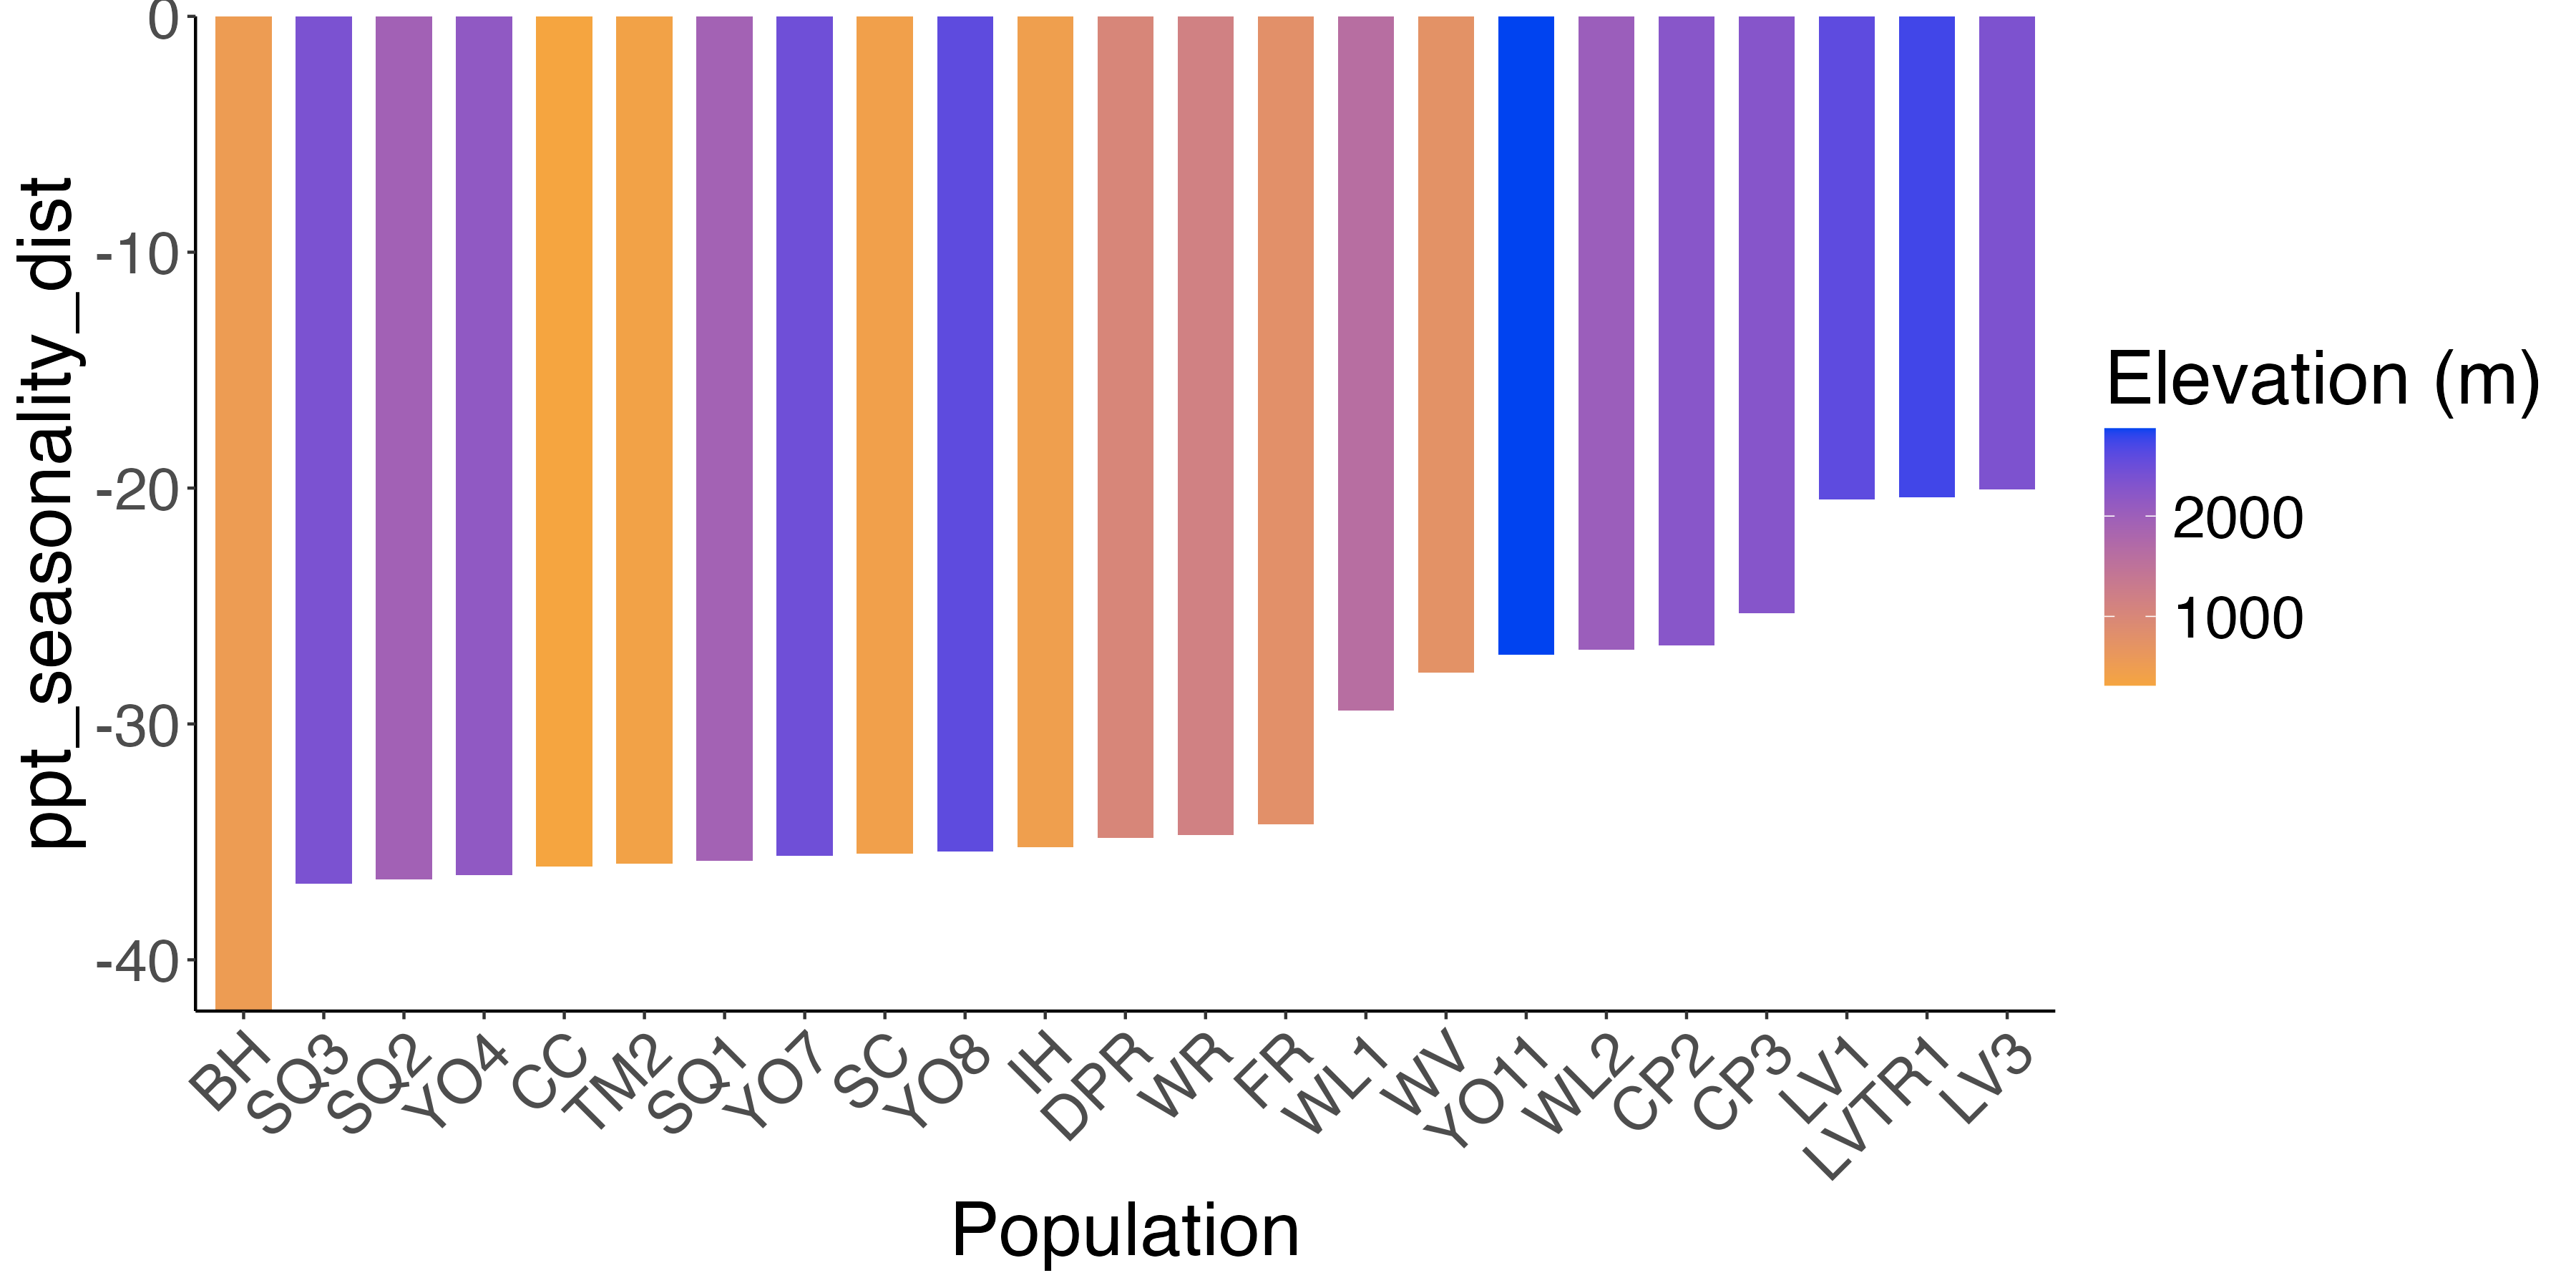 ppt_seasonality_dist
0
-10
-20
-30
-40
BH
SQ3
SQ2
YO4
CC
TM2
SQ1
YO7
SC
YO8
IH
DPR
WR
FR
WL1
WV
YO11
WL2
CP2
CP3
LV1
LVTR1
LV3
Population
Elevation (m)
2000
1000